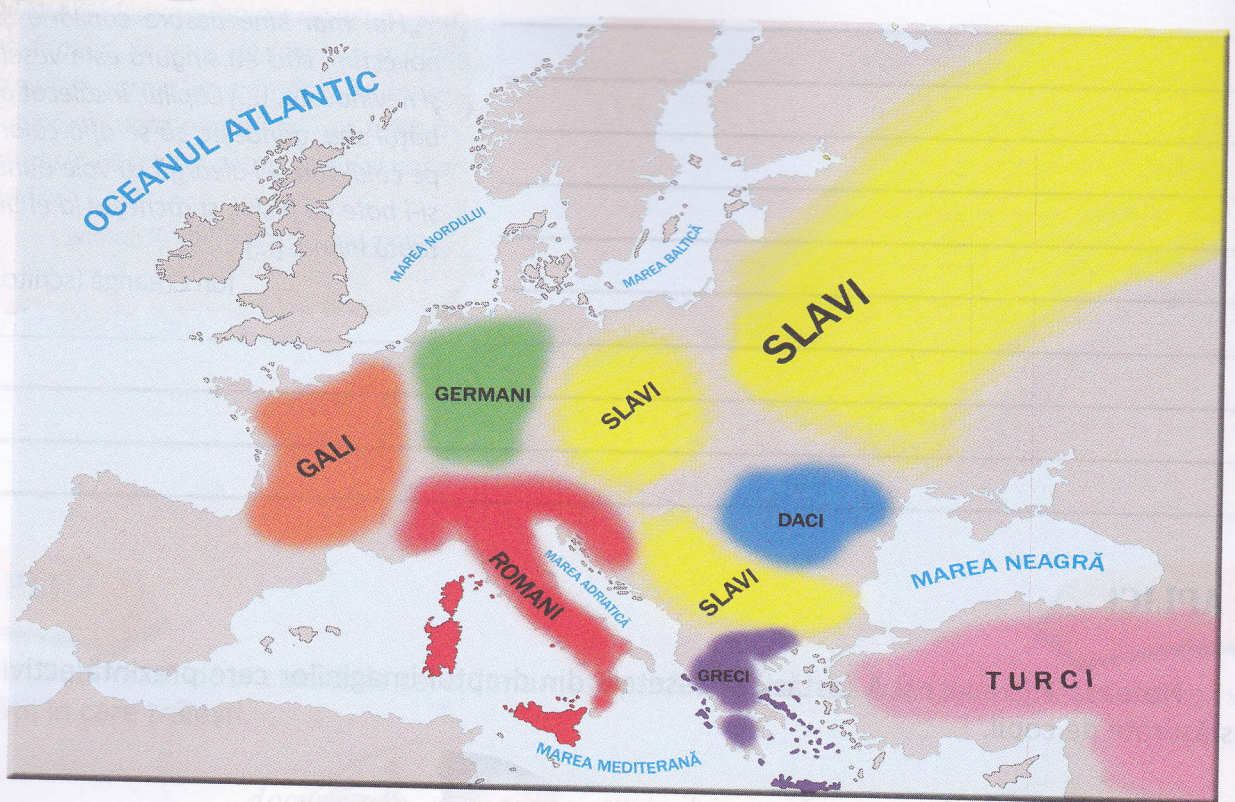 OCEANUL ATLANTIC
MAREA NORDULUI
MAREA BALTICĂ
SLAVI
GERMANI
SLAVI
GALI
DACI
ROMANI
MAREA ADRIATICĂ
SLAVI
MAREA NEAGRĂ
GRECI
TURCI
MAREA MEDITERANĂ